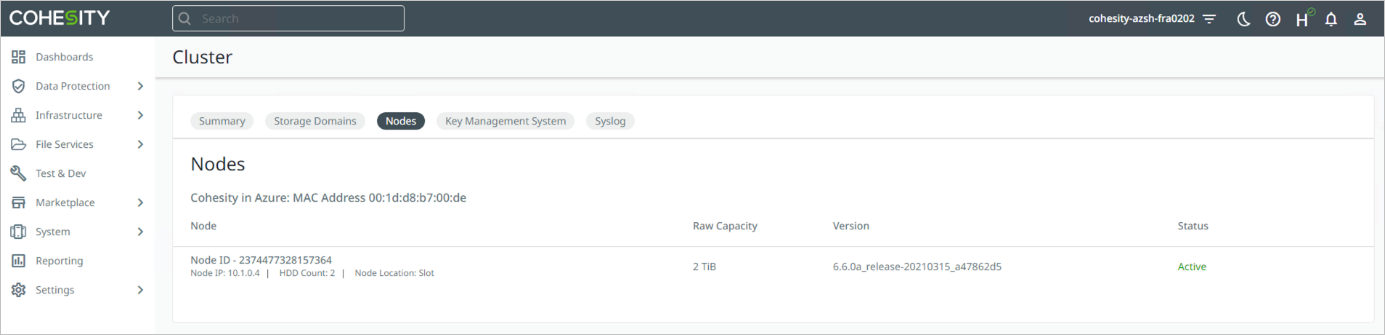 COHESITY
Search
cohesity-azsh-fra0202
H
Dashboards
Data Protection
Infrastructure
File Services
Test & Dev
Marketplace
System
Reporting
Settings
Cluster
Summary Storage Domains Nodes Key Management System Syslog
Nodes
Cohesity in Azure: MAC Address 00:1d:d8:b7:00:de
Node Raw Capacity Version Status
Node ID - 2374477328157364
Node IP: 10.1.0.4 | HDD Count: 2 | Node Location: Slot
2 TiB 6.6.0a_release-20210315_a47862d5 Active